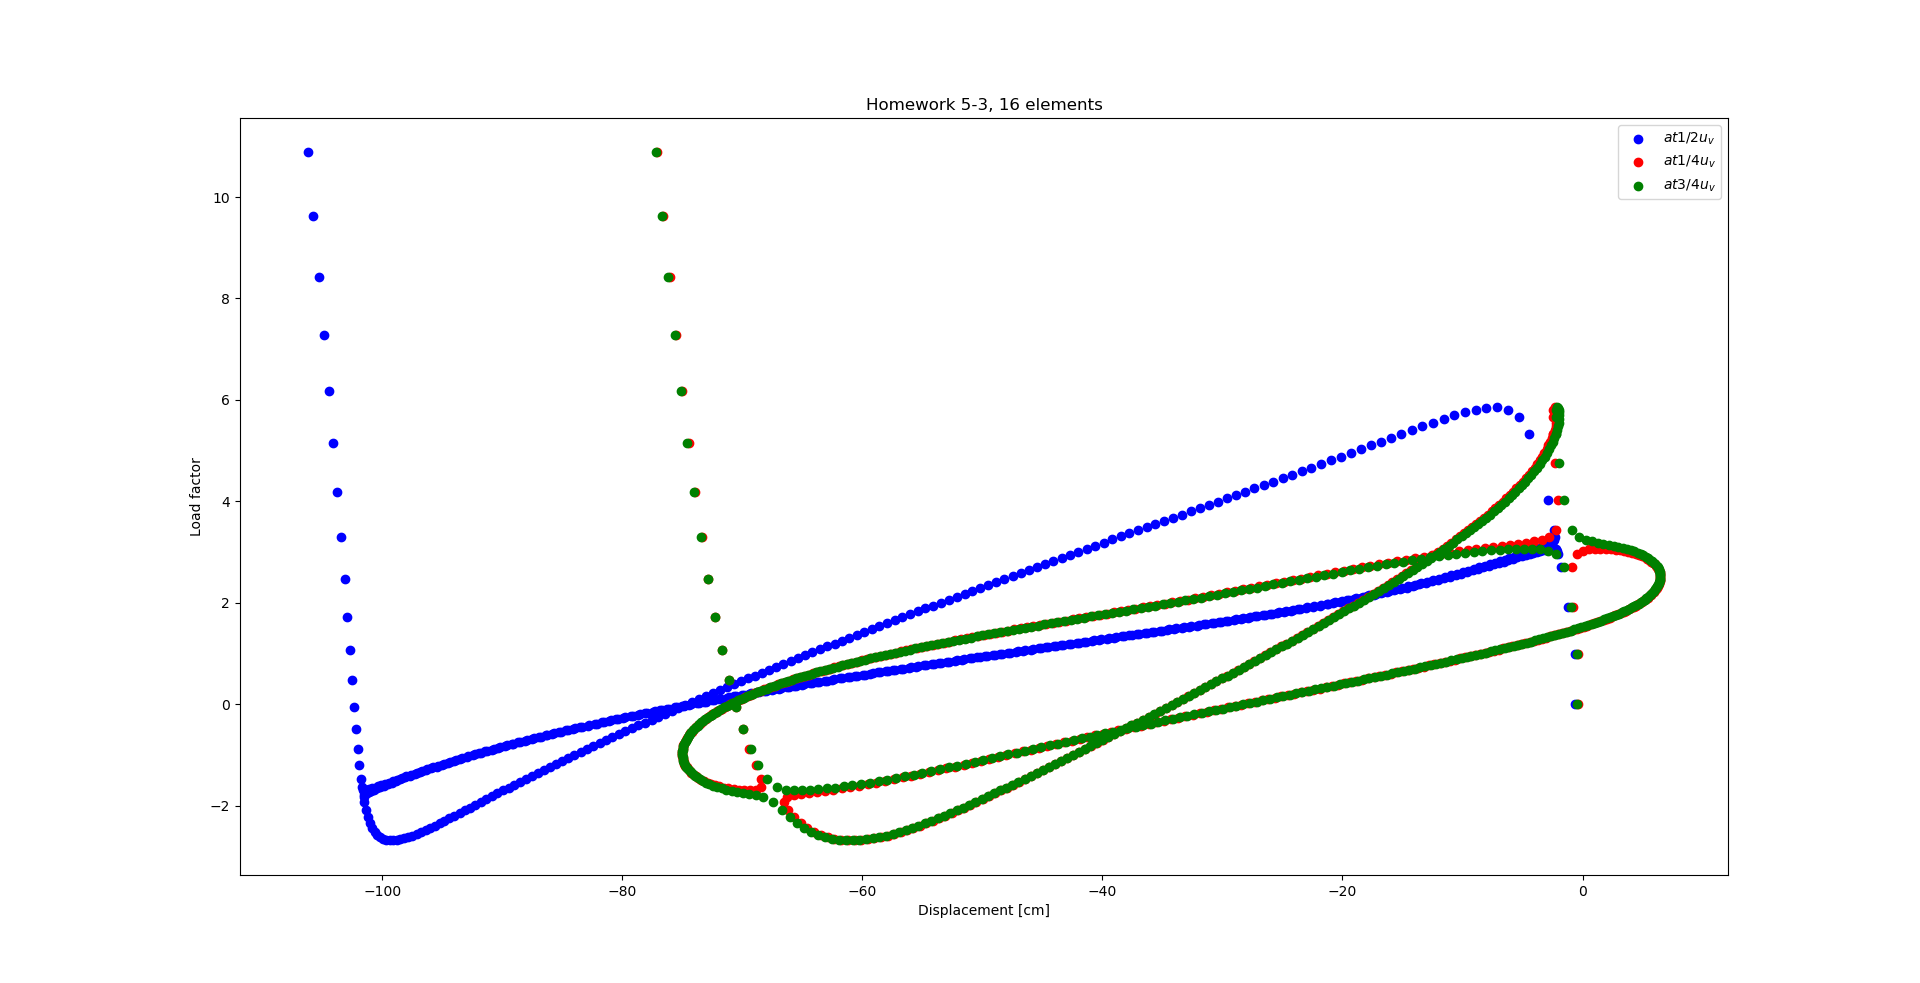 Homework 5-3, 16 elements
at1/2u_v
at1/4u_v
at3/4u_v
10
8
6
4
2
0
−2
Load factor
−100 −80 −60 −40 −20 0
Displacement [cm]